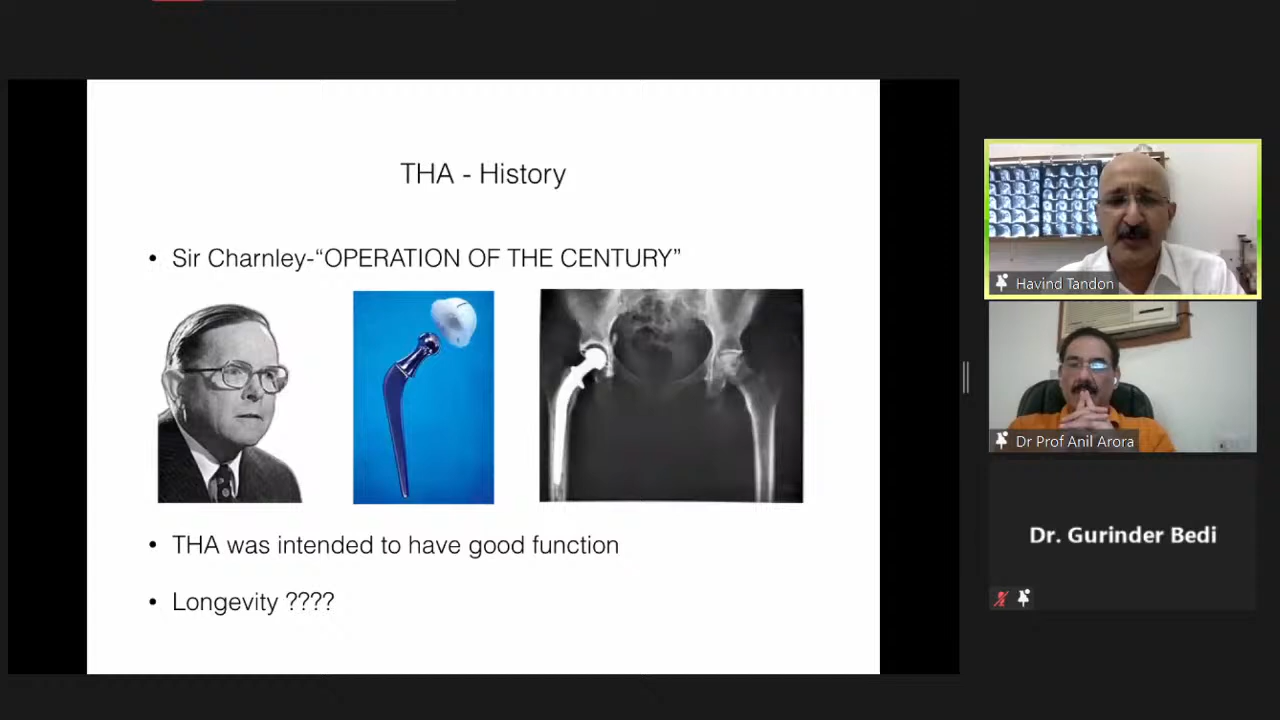 THA - History
• Sir Charnley-“OPERATION OF THE CENTURY”
• THA was intended to have good function
• Longevity ????
Havind Tandon
Dr Prof Anil Arora
Dr. Gurinder Bedi